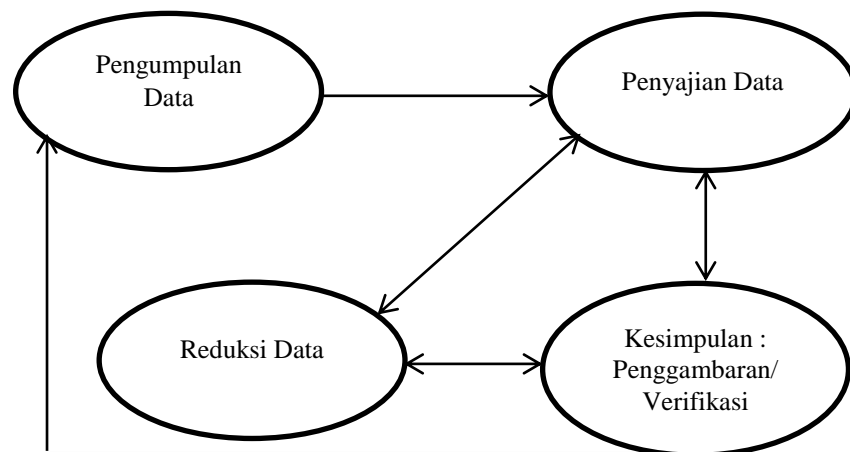 Pengumpulan
Data
Penyajian Data
Reduksi Data
Kesimpulan :
Penggambaran/
Verifikasi